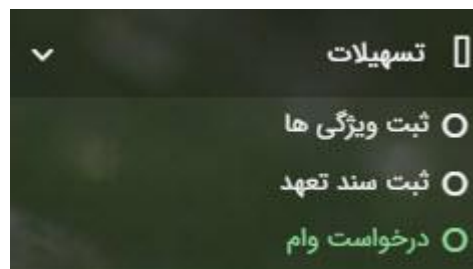 تسهیلات
ثبت ویژگی ها
ثبت سند تعهد
درخواست وام